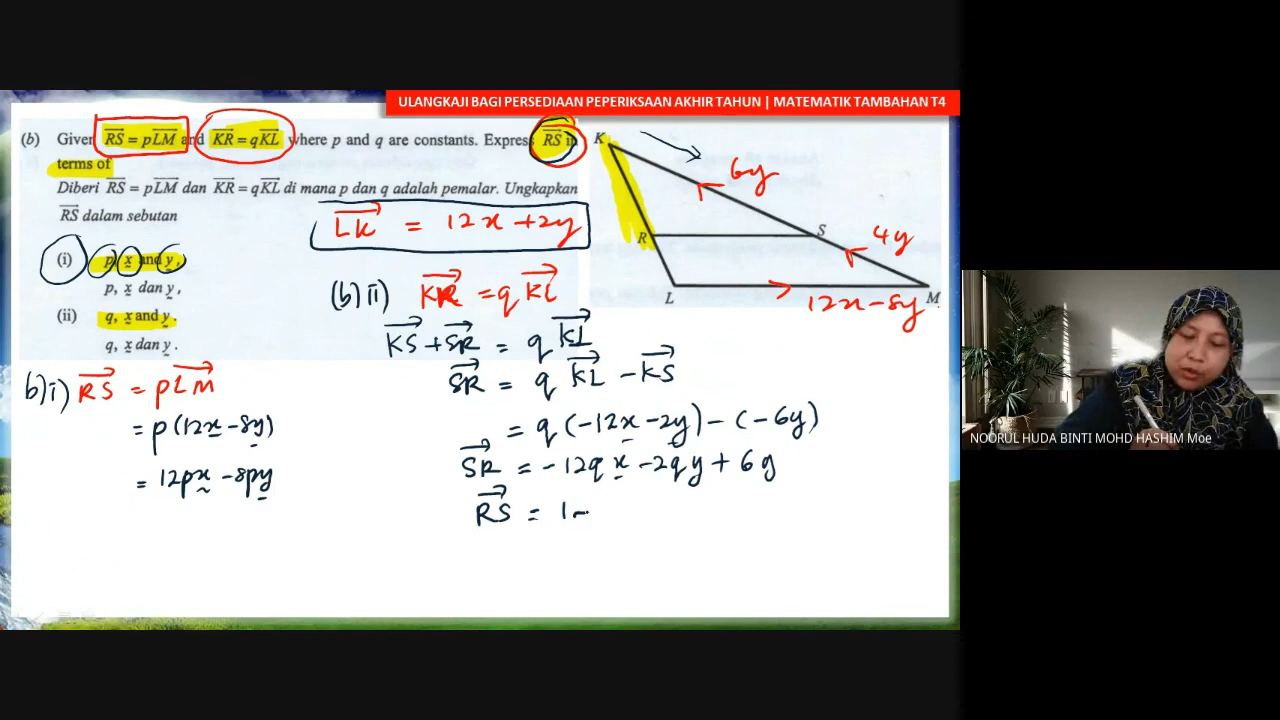 ULANGKAJI BAGI PERSEDIAAN PEPERIKSAAN AKHIR TAHUN | MATEMATIK TAMBAHAN T4
(b) Given RS = pLM and KR = qKL where p and q are constants. Express RS in
terms of
Diberi RS = pLM dan KR = qKL di mana p dan q adalah pemalar. Ungkapkan
RS dalam sebutan
(i) p, x and y,
p, x dan y,
(ii) q, x and y.
q, x dan y.
LK = 12x + 2y
K
6y
R
S
4y
L
12x - 8y
M
b) i) RS = pLM
= p(12x - 8y)
= 12px - 8py
(b) ii) KR = q KL
KS + SR = q KL
SR = q KL - KS
= q(-12x - 2y) - (-6y)
SR = -12q x - 2q y + 6y
RS = 1
NOORUL HUDA BINTI MOHD HASHIM Moe